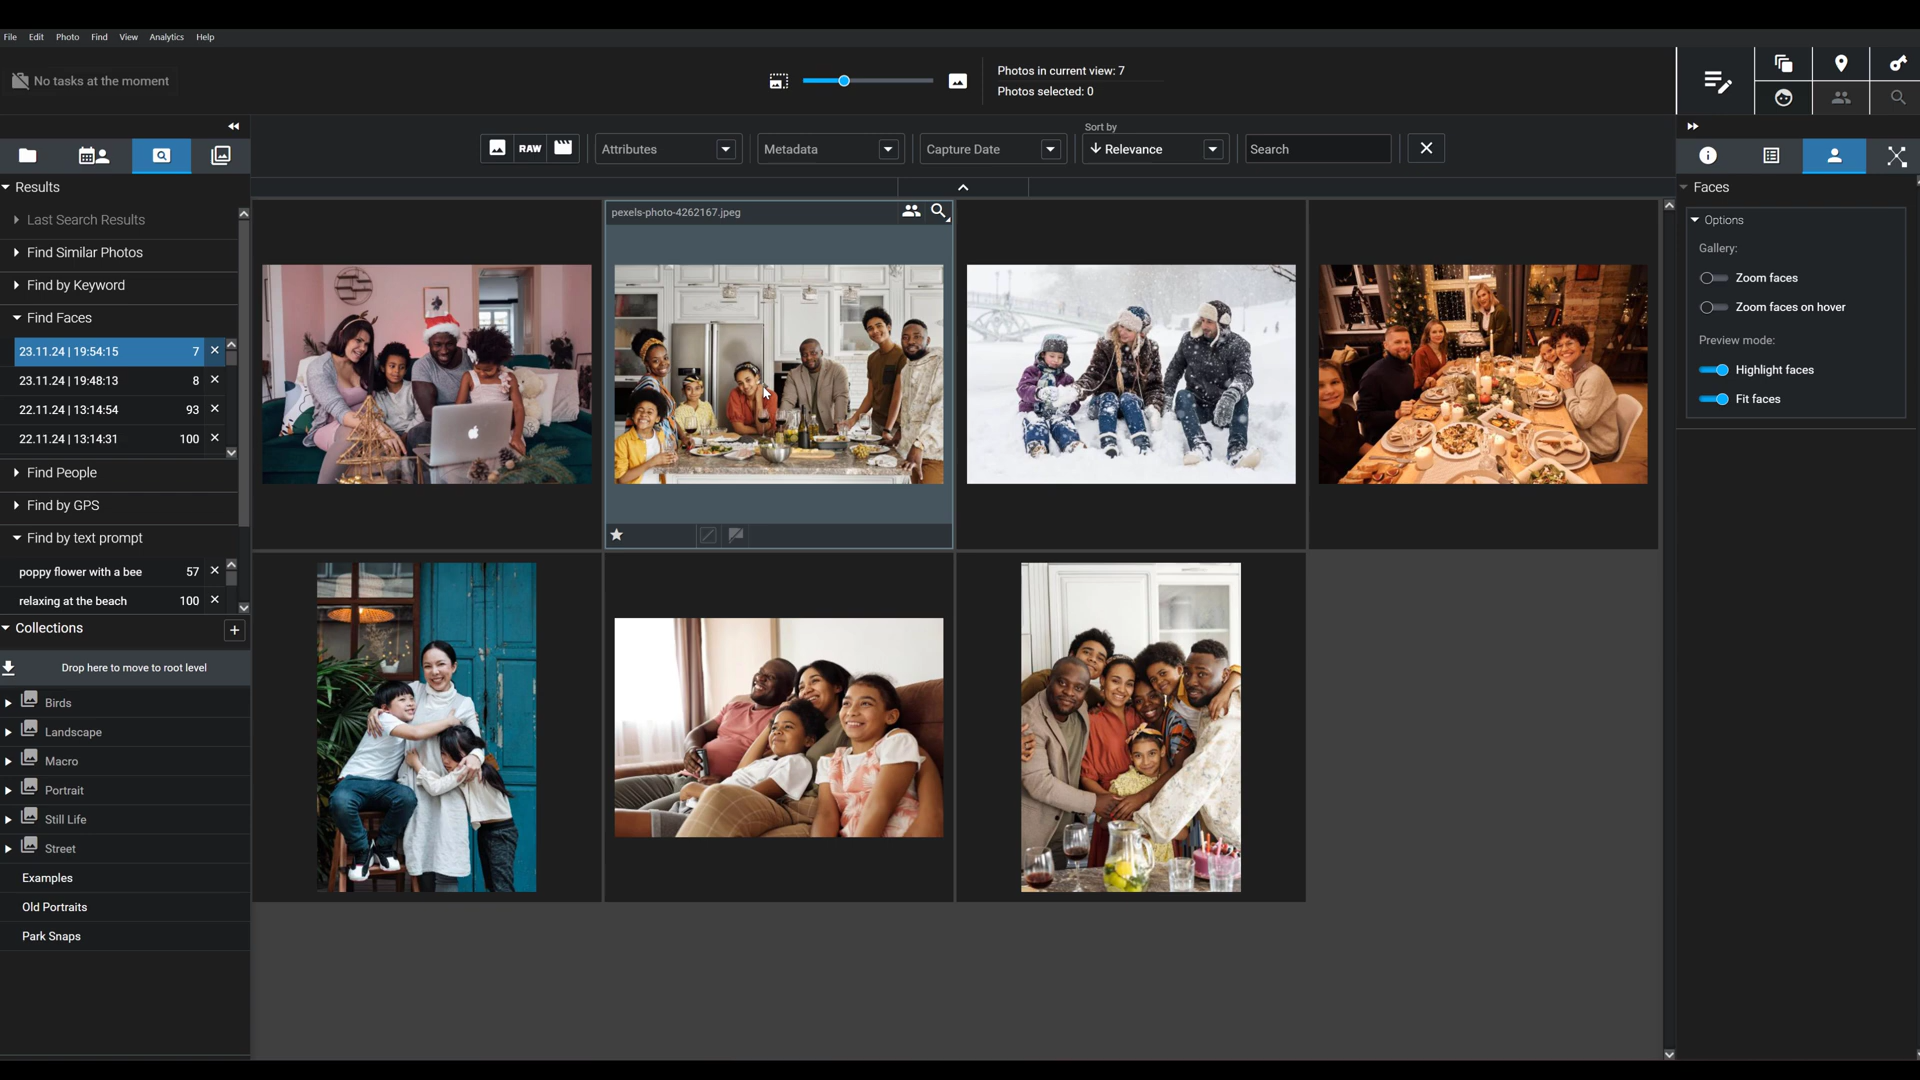 File Edit Photo Find View Analytics Help
No tasks at the moment
Photos in current view: 7
Photos selected: 0
RAW
Attributes
Metadata
Capture Date
Sort by
Relevance
Search
Results
Last Search Results
Find Similar Photos
Find by Keyword
Find Faces
23.11.24 | 19:54:15 7
23.11.24 | 19:48:13 8
22.11.24 | 13:14:54 93
22.11.24 | 13:14:31 100
Find People
Find by GPS
Find by text prompt
poppy flower with a bee 57
relaxing at the beach 100
Collections
Drop here to move to root level
Birds
Landscape
Macro
Portrait
Still Life
Street
Examples
Old Portraits
Park Snaps
pexels-photo-4262167.jpeg
Faces
Options
Gallery:
Zoom faces
Zoom faces on hover
Preview mode:
Highlight faces
Fit faces